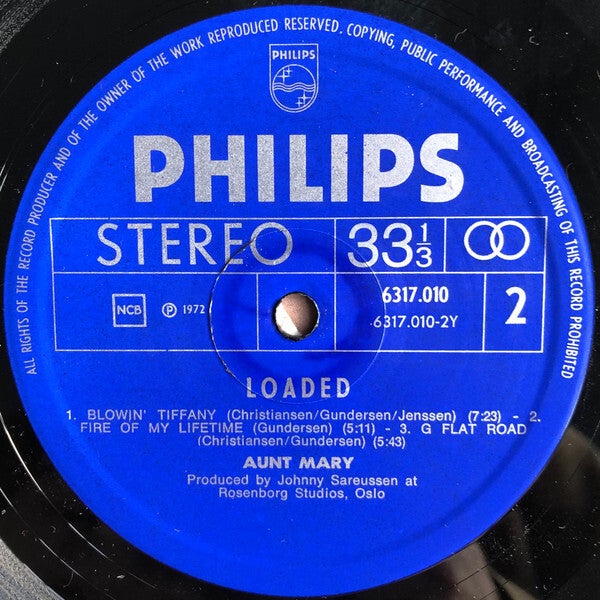 ALL RIGHTS OF THE RECORD PRODUCER AND OF THE OWNER OF THE WORK REPRODUCED RESERVED. COPYING, PUBLIC PERFORMANCE AND BROADCASTING OF THIS RECORD PROHIBITED
PHILIPS
PHILIPS
STEREO 33 1/3
NCB ℗ 1972 6317.010 2
6317.010-2Y
LOADED
1. BLOWIN' TIFFANY (Christiansen/Gundersen/Jenssen) (7:23) - 2.
FIRE OF MY LIFETIME (Gundersen) (5:11) - 3. G FLAT ROAD
(Christiansen/Gundersen) (5:43)
AUNT MARY
Produced by Johnny Sareussen at
Rosenborg Studios, Oslo